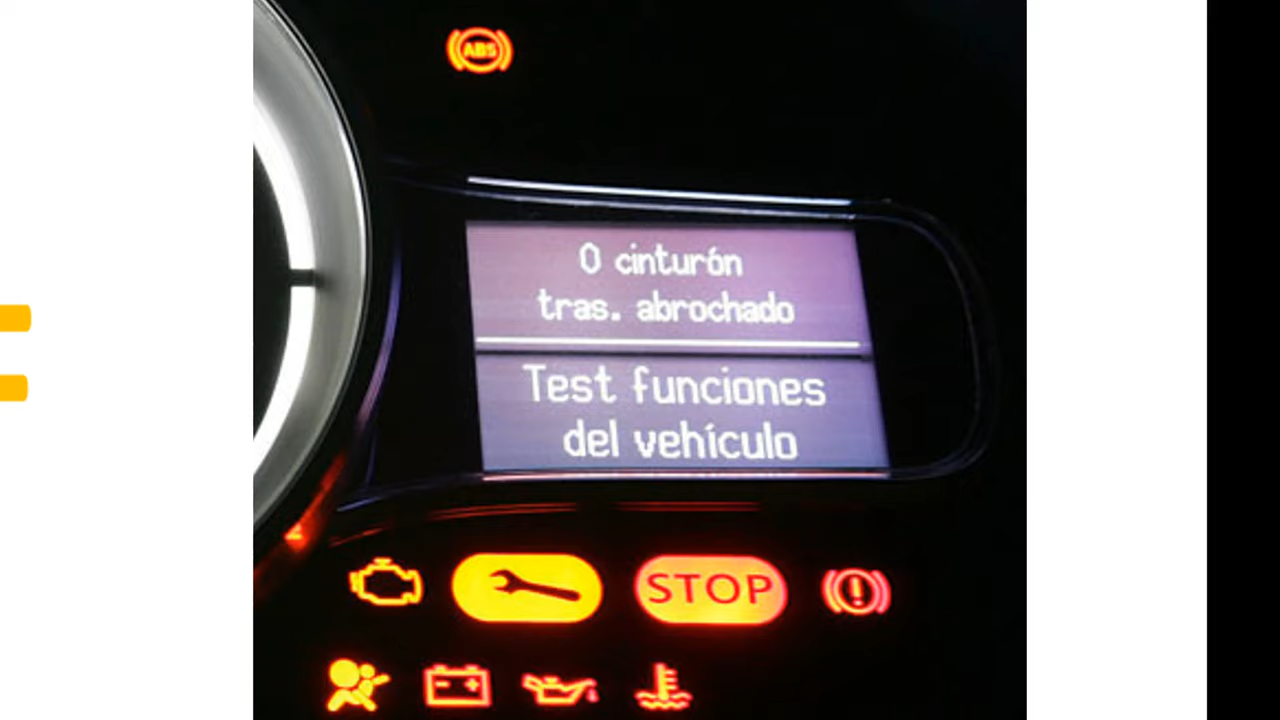 ABS
0 cinturón
tras. abrochado
Test funciones
del vehículo
STOP